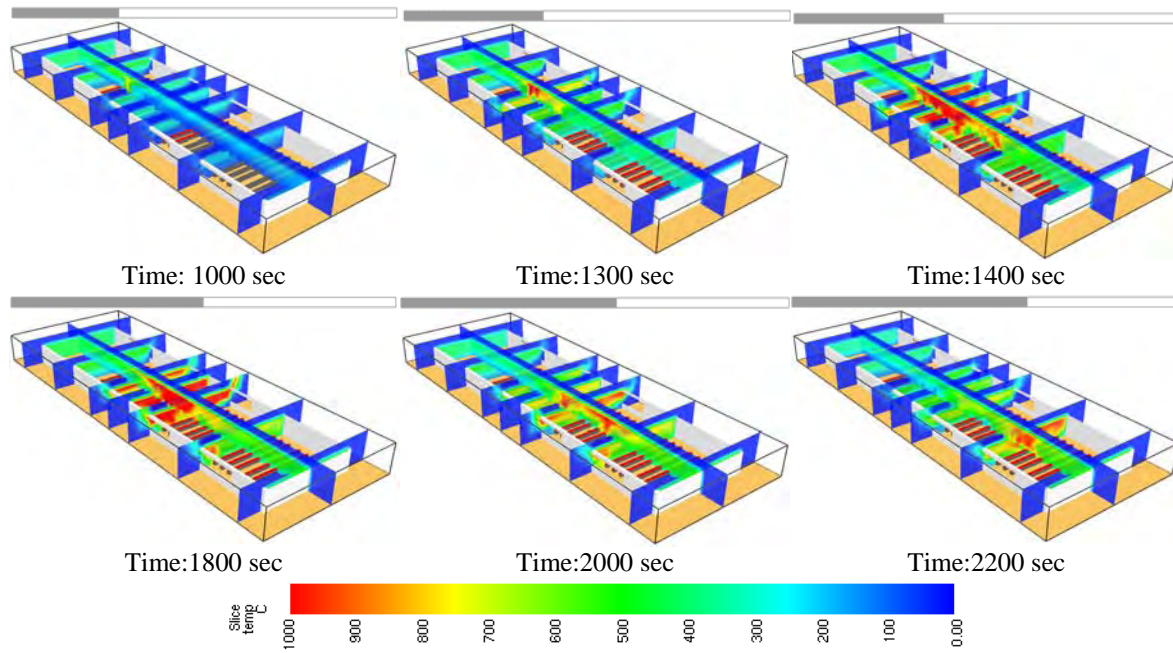 Time: 1000 sec
Time:1300 sec
Time:1400 sec
Time:1800 sec
Time:2000 sec
Time:2200 sec
Slice
temp
C
1000
900
800
700
600
500
400
300
200
100
0.00